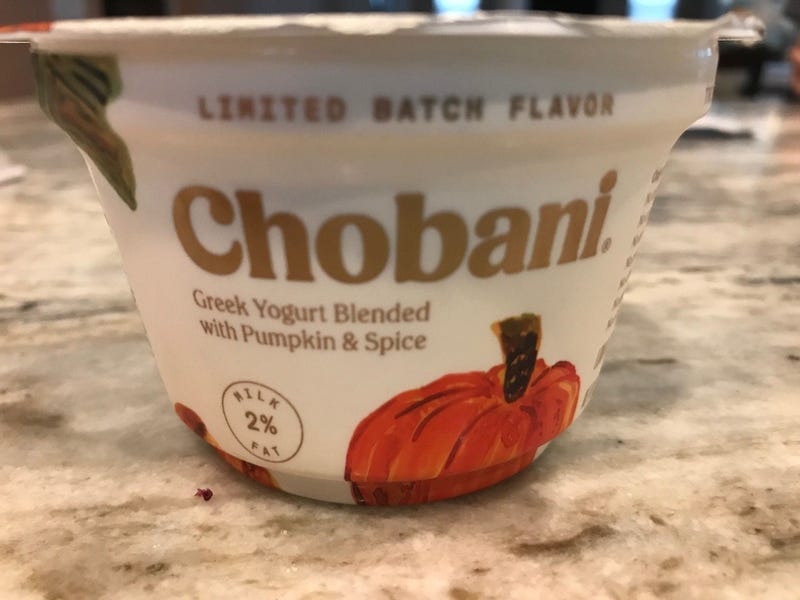 LIMITED BATCH FLAVOR
Chobani®
Greek Yogurt Blended
with Pumpkin & Spice
MILK
2%
FAT